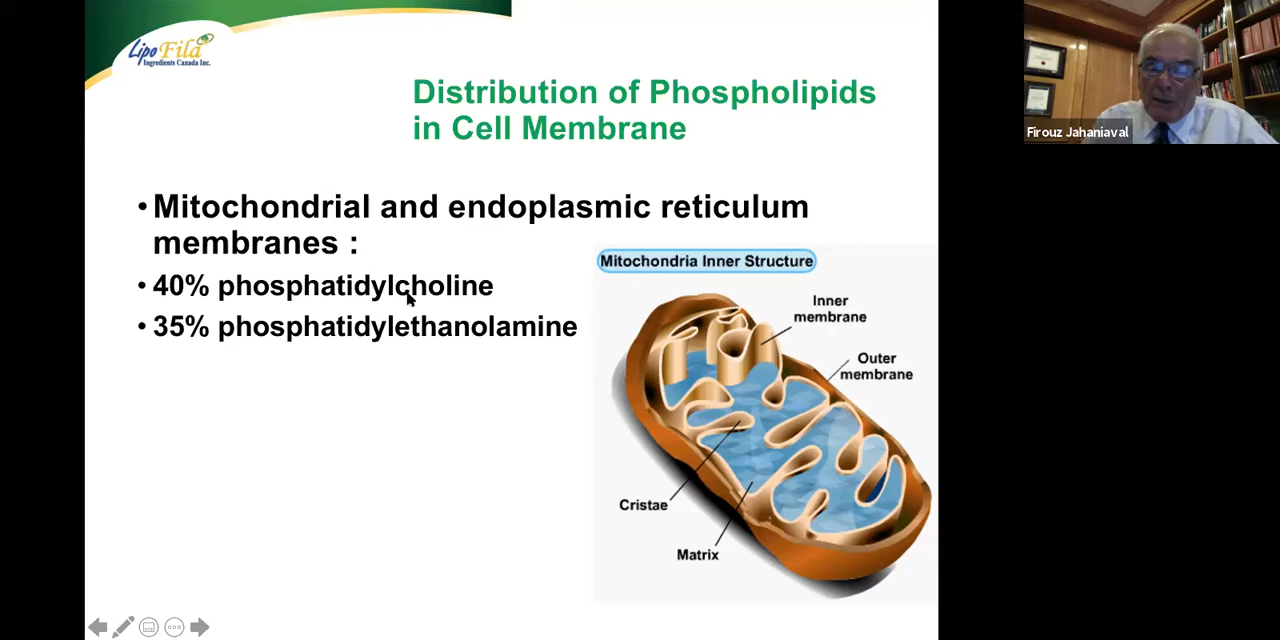 Lipo Fila
Ingredients Canada Inc.
Distribution of Phospholipids
in Cell Membrane
Firouz Jahaniaval
• Mitochondrial and endoplasmic reticulum
membranes :
• 40% phosphatidylcholine
• 35% phosphatidylethanolamine
Mitochondria Inner Structure
Inner
membrane
Outer
membrane
Cristae
Matrix